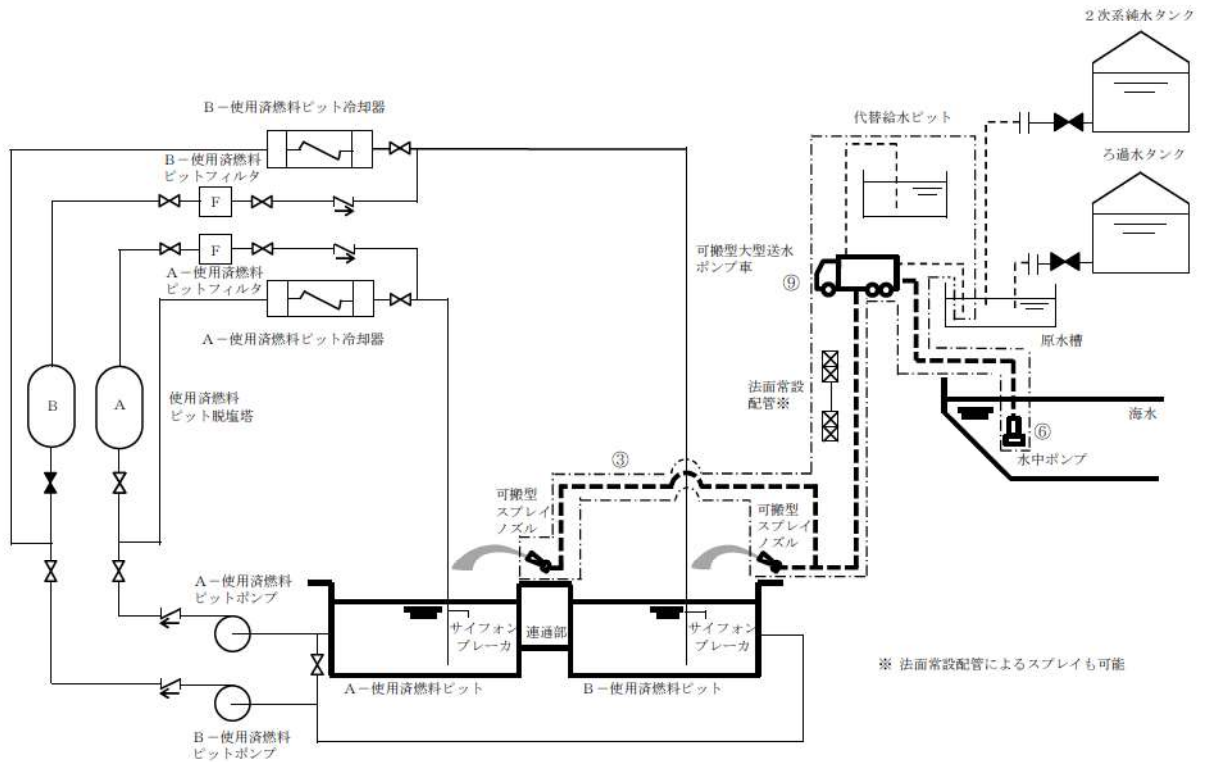 2次系純水タンク
B-使用済燃料ピット冷却器
代替給水ピット
B-使用済燃料
ピットフィルタ
ろ過水タンク
F
F
可搬型大型送水
ポンプ車
A-使用済燃料
ピットフィルタ
⑨
A-使用済燃料ピット冷却器
原水槽
B
A
使用済燃料
ピット脱塩塔
法面常設
配管※
海水
⑥
水中ポンプ
③
可搬型
スプレイ
ノズル
可搬型
スプレイ
ノズル
A-使用済燃料
ピットポンプ
サイフォン
ブレーカ
連通部
サイフォン
ブレーカ
※ 法面常設配管によるスプレイも可能
A-使用済燃料ピット
B-使用済燃料ピット
B-使用済燃料
ピットポンプ